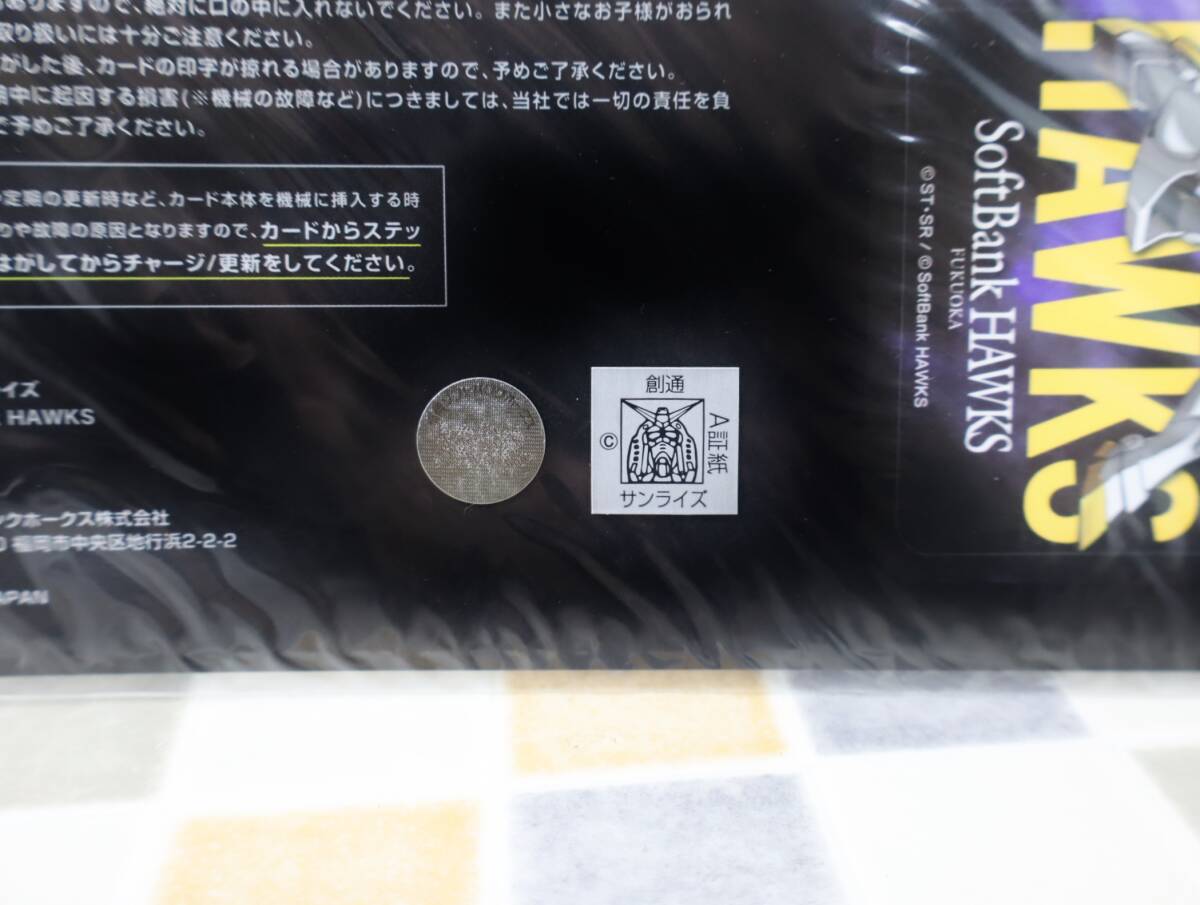 ありますので、絶対に口の中に入れないでください。また小さなお子様がおられ
取り扱いには十分ご注意ください。
がした後、カードの印字が掠れる場合がありますので、予めご了承ください。
中に起因する損害(※機械の故障など)につきましては、当社では一切の責任を負
で予めご了承ください。
定期の更新時など、カード本体を機械に挿入する時
りや故障の原因となりますので、カードからステッ
はがしてからチャージ/更新をしてください。
イズ
HAWKS
ックホークス株式会社
福岡市中央区地行浜2-2-2
APAN
創通
A証紙
©
サンライズ
HAWKS
SoftBank HAWKS
FUKUOKA
©ST・SR / © SoftBank HAWKS